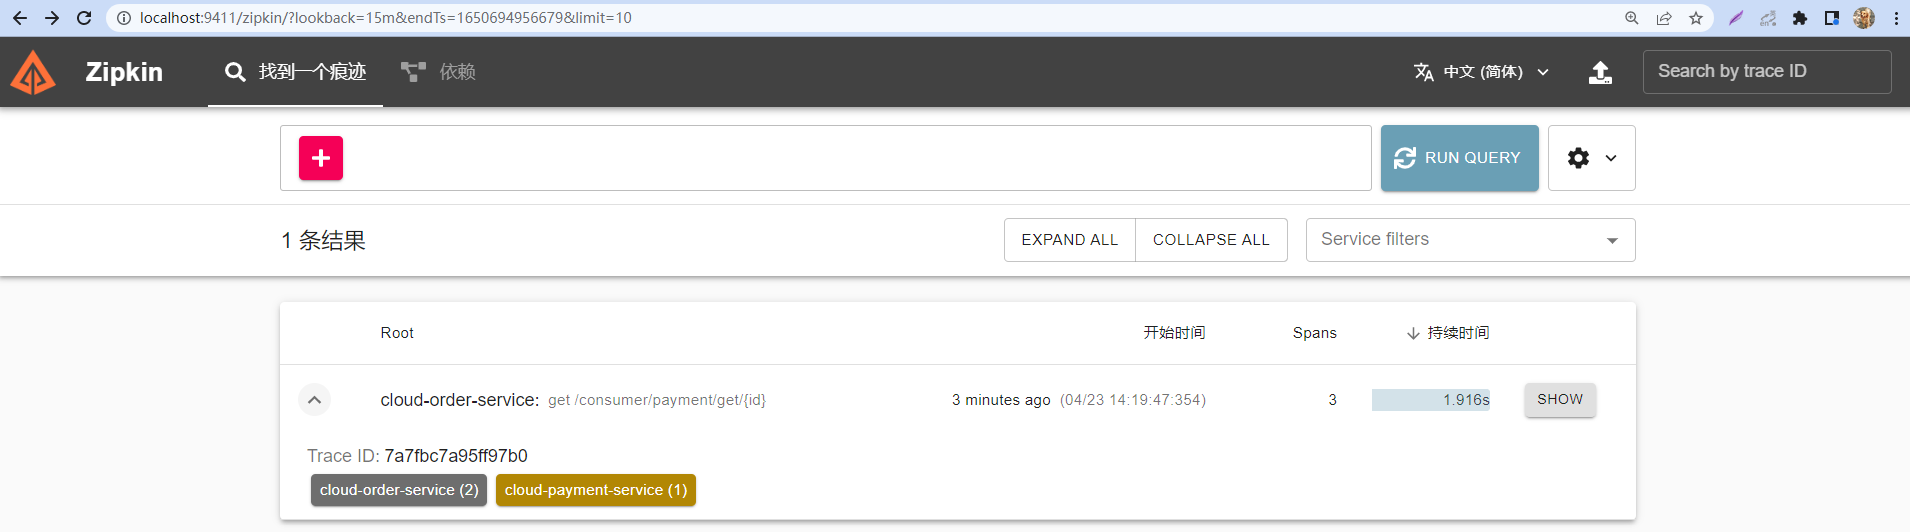 localhost:9411/zipkin/?lookback=15m&endTs=1650694956679&limit=10
Zipkin 找到一个痕迹 依赖 中文 (简体) Search by trace ID
RUN QUERY
1 条结果 EXPAND ALL COLLAPSE ALL Service filters
Root 开始时间 Spans 持续时间
cloud-order-service: get /consumer/payment/get/{id} 3 minutes ago (04/23 14:19:47:354) 3 1.916s SHOW
Trace ID: 7a7fbc7a95ff97b0
cloud-order-service (2) cloud-payment-service (1)